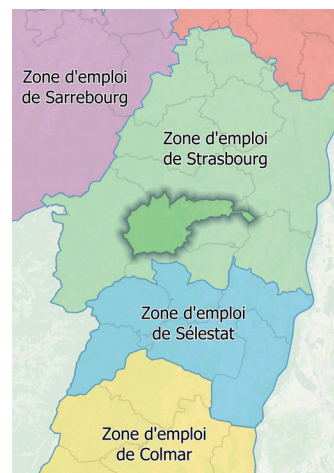 Zone d'emploi
de Sarrebourg
Zone d'emploi
de Strasbourg
Zone d'emploi
de Sélestat
Zone d'emploi
de Colmar